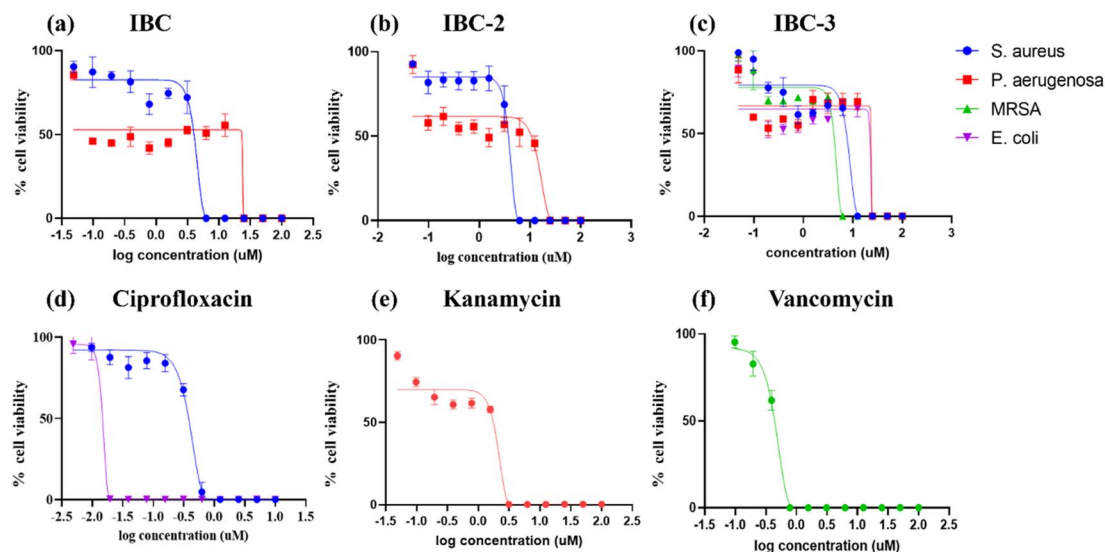 (a) IBC
(b) IBC-2
(c) IBC-3
S. aureus
P. aerugenosa
MRSA
E. coli
% cell viability
100
50
0
-1.5 -1.0 -0.5 0.0 0.5 1.0 1.5 2.0 2.5
log concentration (uM)
% cell viability
100
50
0
-2 -1 0 1 2 3
log concentration (uM)
% cell viability
100
50
0
-2 -1 0 1 2 3
concentration (uM)
(d) Ciprofloxacin
(e) Kanamycin
(f) Vancomycin
% cell viability
100
50
0
-2.5 -2.0 -1.5 -1.0 -0.5 0.0 0.5 1.0 1.5
log concentration (uM)
% cell viability
100
50
0
-1.5 -1.0 -0.5 0.0 0.5 1.0 1.5 2.0 2.5
log concentration (uM)
% cell viability
100
50
0
-1.5 -1.0 -0.5 0.0 0.5 1.0 1.5 2.0 2.5
log concentration (uM)